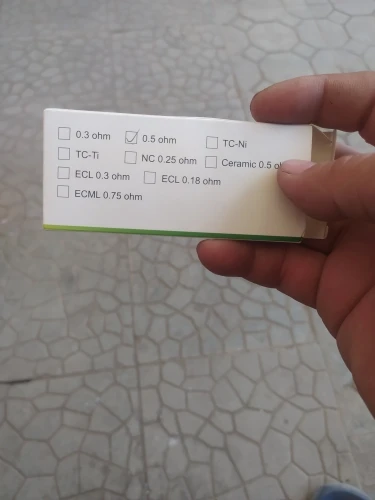 0.3 ohm 0.5 ohm TC-Ni
TC-Ti NC 0.25 ohm Ceramic 0.5
ECL 0.3 ohm ECL 0.18 ohm
ECML 0.75 ohm